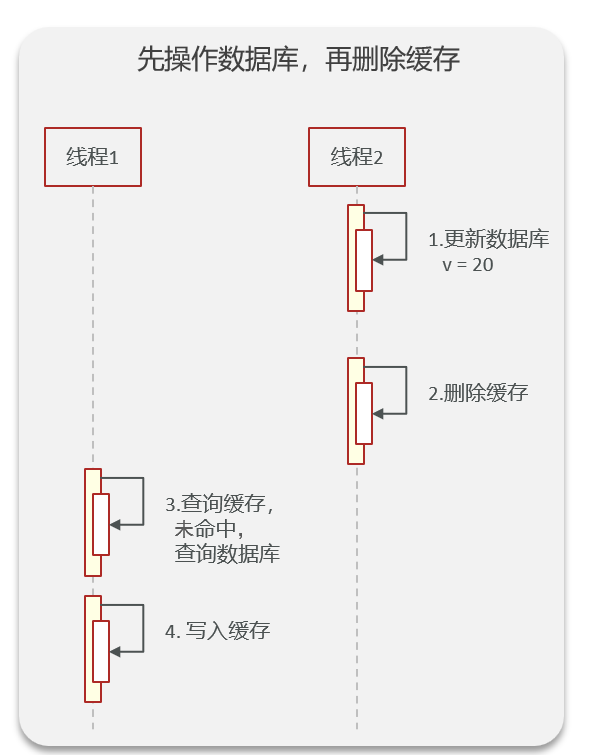 先操作数据库，再删除缓存
线程1
线程2
1.更新数据库
v = 20
2.删除缓存
3.查询缓存，
未命中，
查询数据库
4. 写入缓存